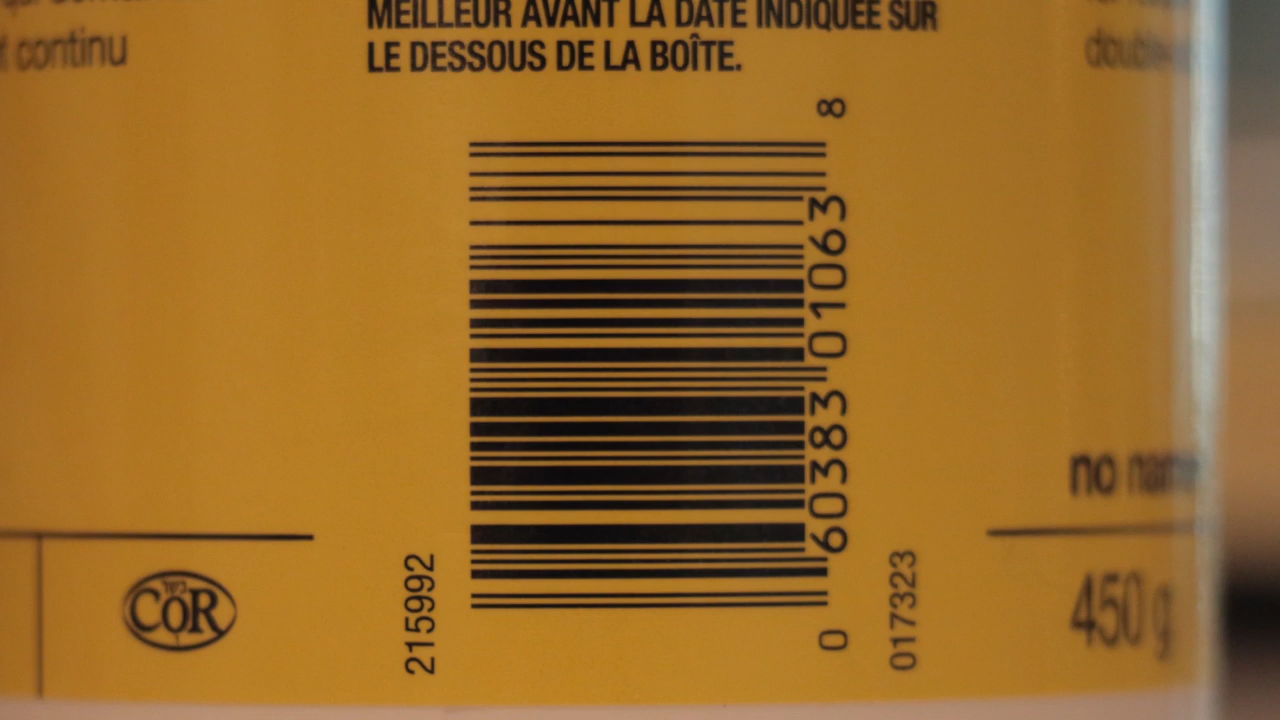 continu
MEILLEUR AVANT LA DATE INDIQUÉE SUR
LE DESSOUS DE LA BOÎTE.
0 60383 01063 8
215992
017323
COR
no name
450 g